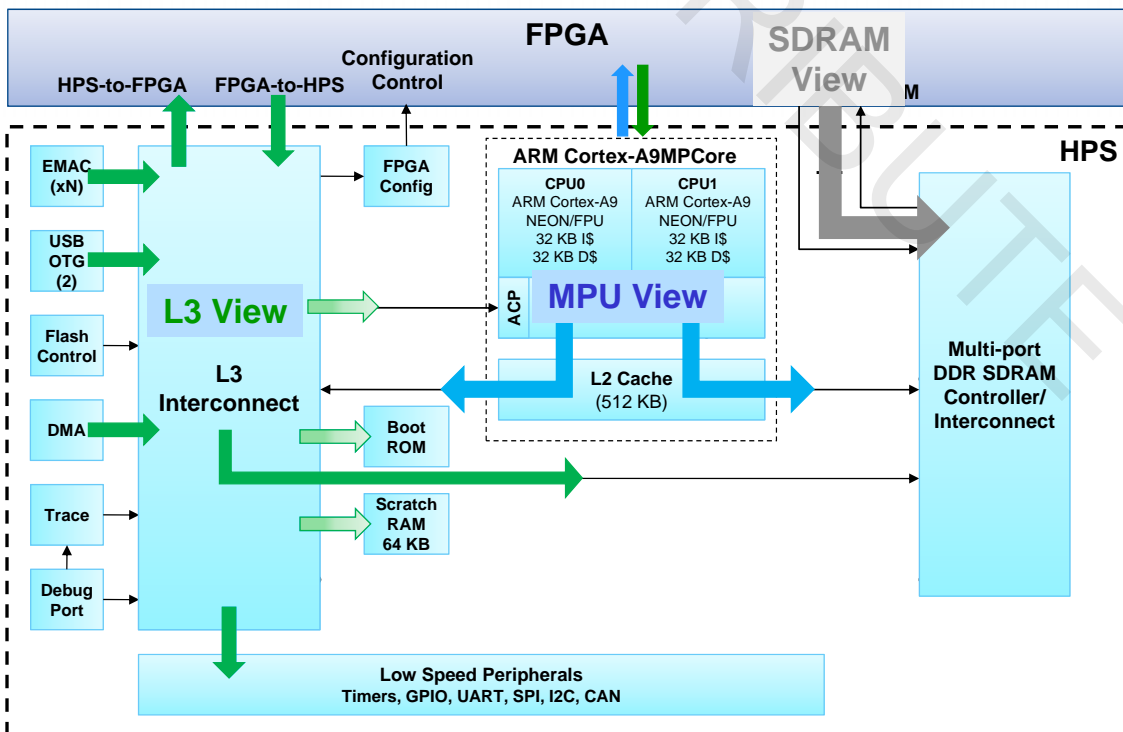 FPGA
SDRAM
View
Configuration
Control
HPS-to-FPGA
FPGA-to-HPS
M
HPS
EMAC
(xN)
FPGA
Config
ARM Cortex-A9MPCore
CPU0
ARM Cortex-A9
NEON/FPU
32 KB I$
32 KB D$
CPU1
ARM Cortex-A9
NEON/FPU
32 KB I$
32 KB D$
USB
OTG
(2)
L3 View
ACP
MPU View
Flash
Control
L3
Interconnect
L2 Cache
(512 KB)
Multi-port
DDR SDRAM
Controller/
Interconnect
DMA
Boot
ROM
Trace
Scratch
RAM
64 KB
Debug
Port
Low Speed Peripherals
Timers, GPIO, UART, SPI, I2C, CAN
RIBUTE